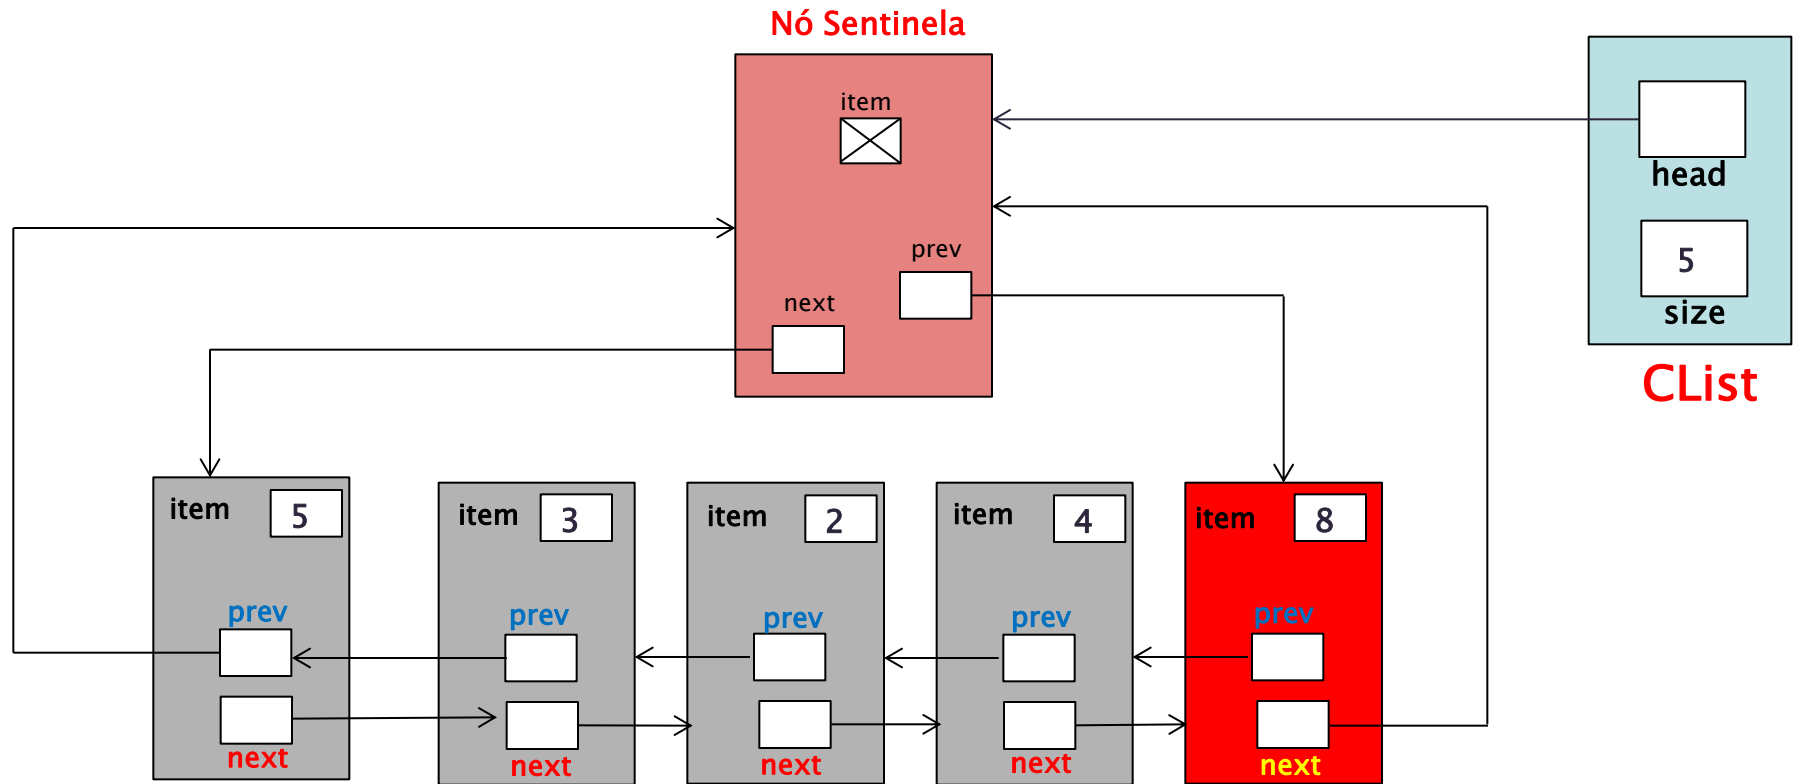 Nó Sentinela
item
prev
next
head
5
size
CList
item 5
prev
next
item 3
prev
next
item 2
prev
next
item 4
prev
next
item 8
prev
next